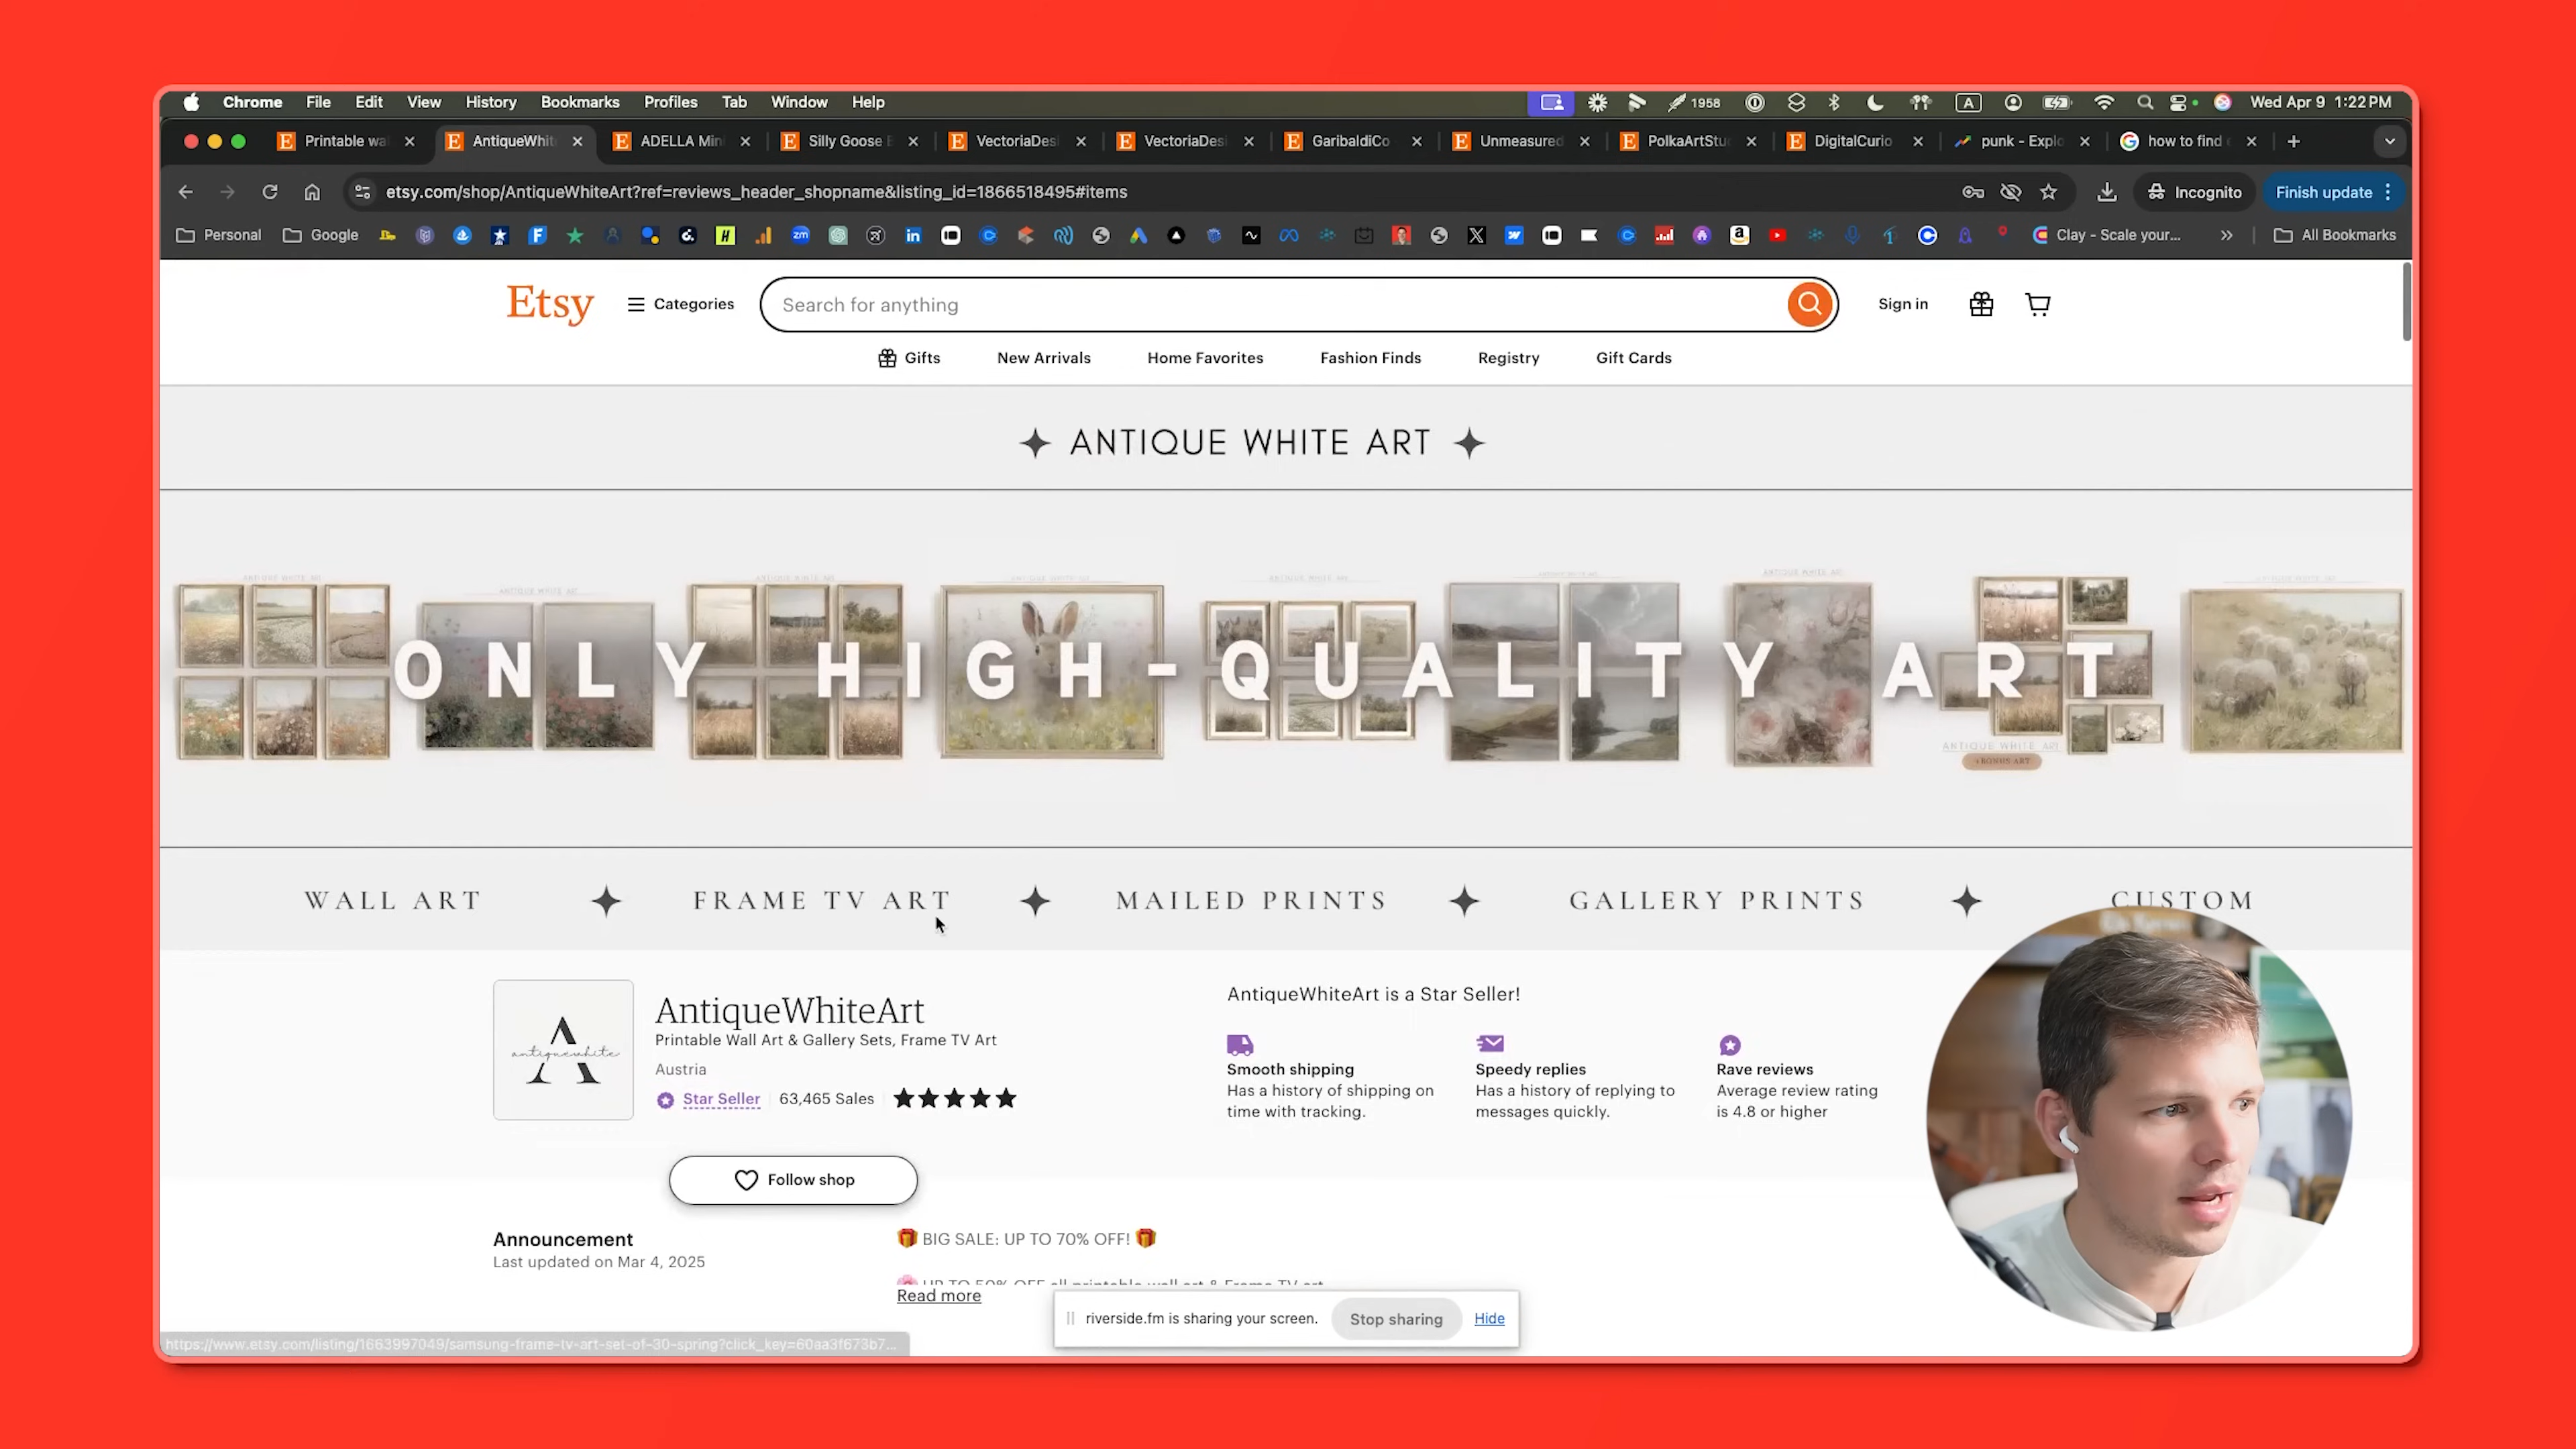 Chrome File Edit View History Bookmarks Profiles Tab Window Help 1958 A Wed Apr 9 1:22 PM
Printable wa AntiqueWhit ADELLA Min Silly Goose VectoriaDes VectoriaDes GaribaldiCo Unmeasured PolkaArtStu DigitalCurio punk - Explo how to find
etsy.com/shop/AntiqueWhiteArt?ref=reviews_header_shopname&listing_id=1866518495#items Incognito Finish update
Personal Google Clay - Scale your... All Bookmarks
Etsy Categories Search for anything Sign in
Gifts New Arrivals Home Favorites Fashion Finds Registry Gift Cards
ANTIQUE WHITE ART
ONLY HIGH-QUALITY ART
ANTIQUE WHITE ART
+BONUS ART
WALL ART FRAME TV ART MAILED PRINTS GALLERY PRINTS CUSTOM
A
antiquewhite
AntiqueWhiteArt
Printable Wall Art & Gallery Sets, Frame TV Art
Austria
Star Seller 63,465 Sales
Follow shop
AntiqueWhiteArt is a Star Seller!
Smooth shipping
Has a history of shipping on
time with tracking.
Speedy replies
Has a history of replying to
messages quickly.
Rave reviews
Average review rating
is 4.8 or higher
Announcement
Last updated on Mar 4, 2025
BIG SALE: UP TO 70% OFF!
UP TO 50% OFF all printable wall art & Frame TV art
Read more
riverside.fm is sharing your screen. Stop sharing Hide
https://www.etsy.com/listing/1663997049/samsung-frame-tv-art-set-of-30-spring?click_key=60aa3f673b7...